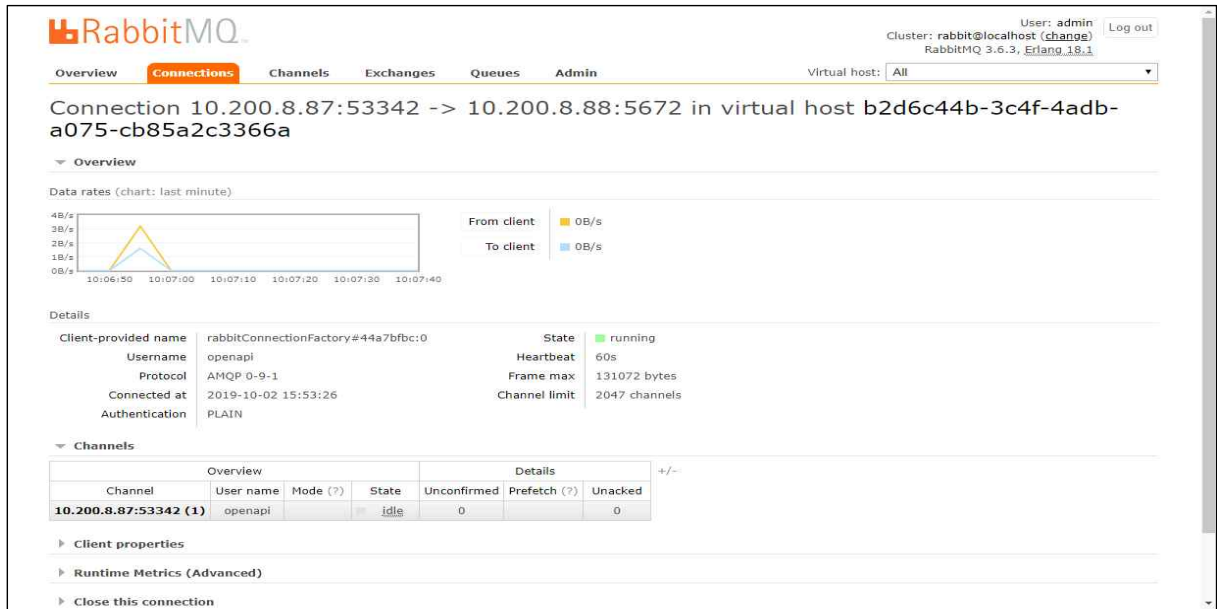 RabbitMQ
User: admin
Cluster: rabbit@localhost (change)
RabbitMQ 3.6.3, Erlang 18.1
Log out
Overview Connections Channels Exchanges Queues Admin
Virtual host: All
Connection 10.200.8.87:53342 -> 10.200.8.88:5672 in virtual host b2d6c44b-3c4f-4adb-
a075-cb85a2c3366a
Overview
Data rates (chart: last minute)
4B/s
3B/s
2B/s
1B/s
0B/s
10:06:50 10:07:00 10:07:10 10:07:20 10:07:30 10:07:40
From client 0B/s
To client 0B/s
Details
Client-provided name rabbitConnectionFactory#44a7bfbc:0
Username openapi
Protocol AMQP 0-9-1
Connected at 2019-10-02 15:53:26
Authentication PLAIN
State running
Heartbeat 60s
Frame max 131072 bytes
Channel limit 2047 channels
Channels
Overview Details +/-
Channel User name Mode (?) State Unconfirmed Prefetch (?) Unacked
10.200.8.87:53342 (1) openapi idle 0 0
Client properties
Runtime Metrics (Advanced)
Close this connection